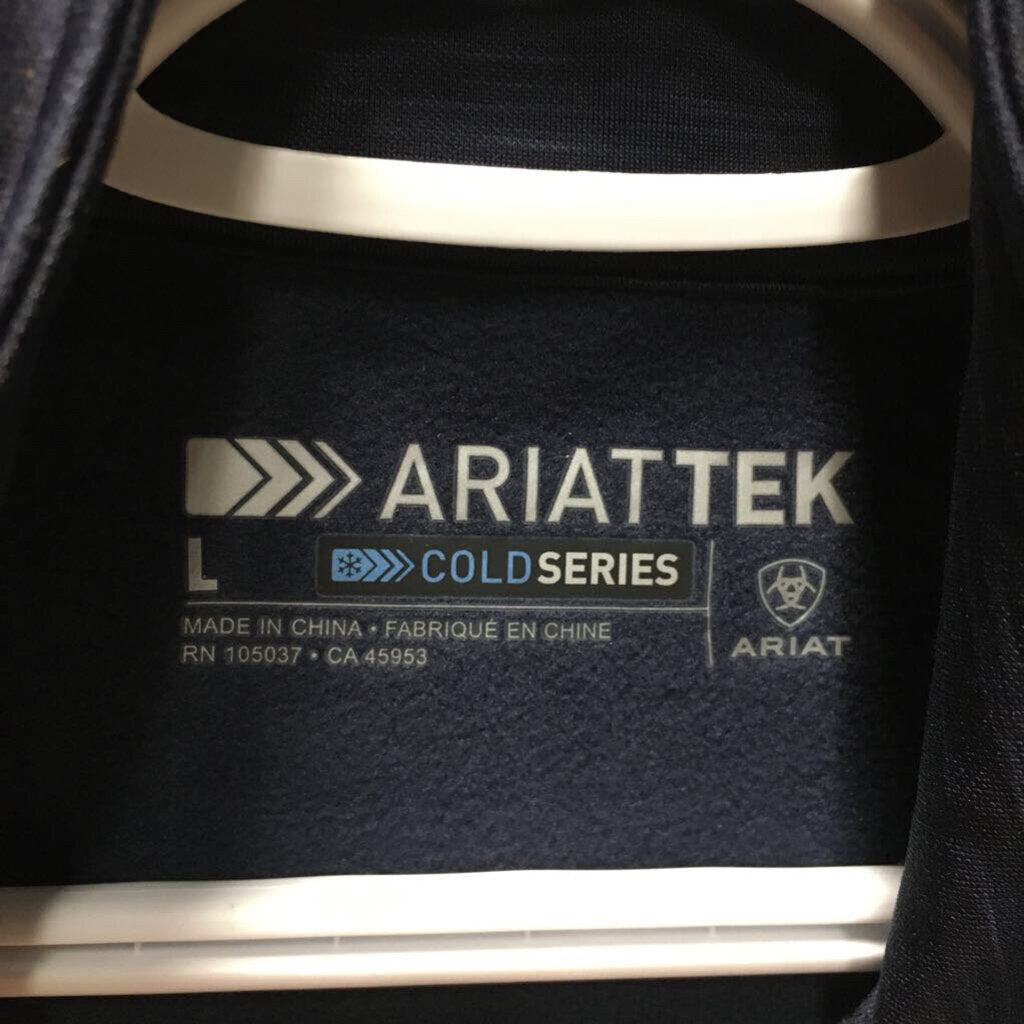 ARIATTEK
L
COLDSERIES
MADE IN CHINA • FABRIQUÉ EN CHINE
RN 105037 • CA 45953
ARIAT